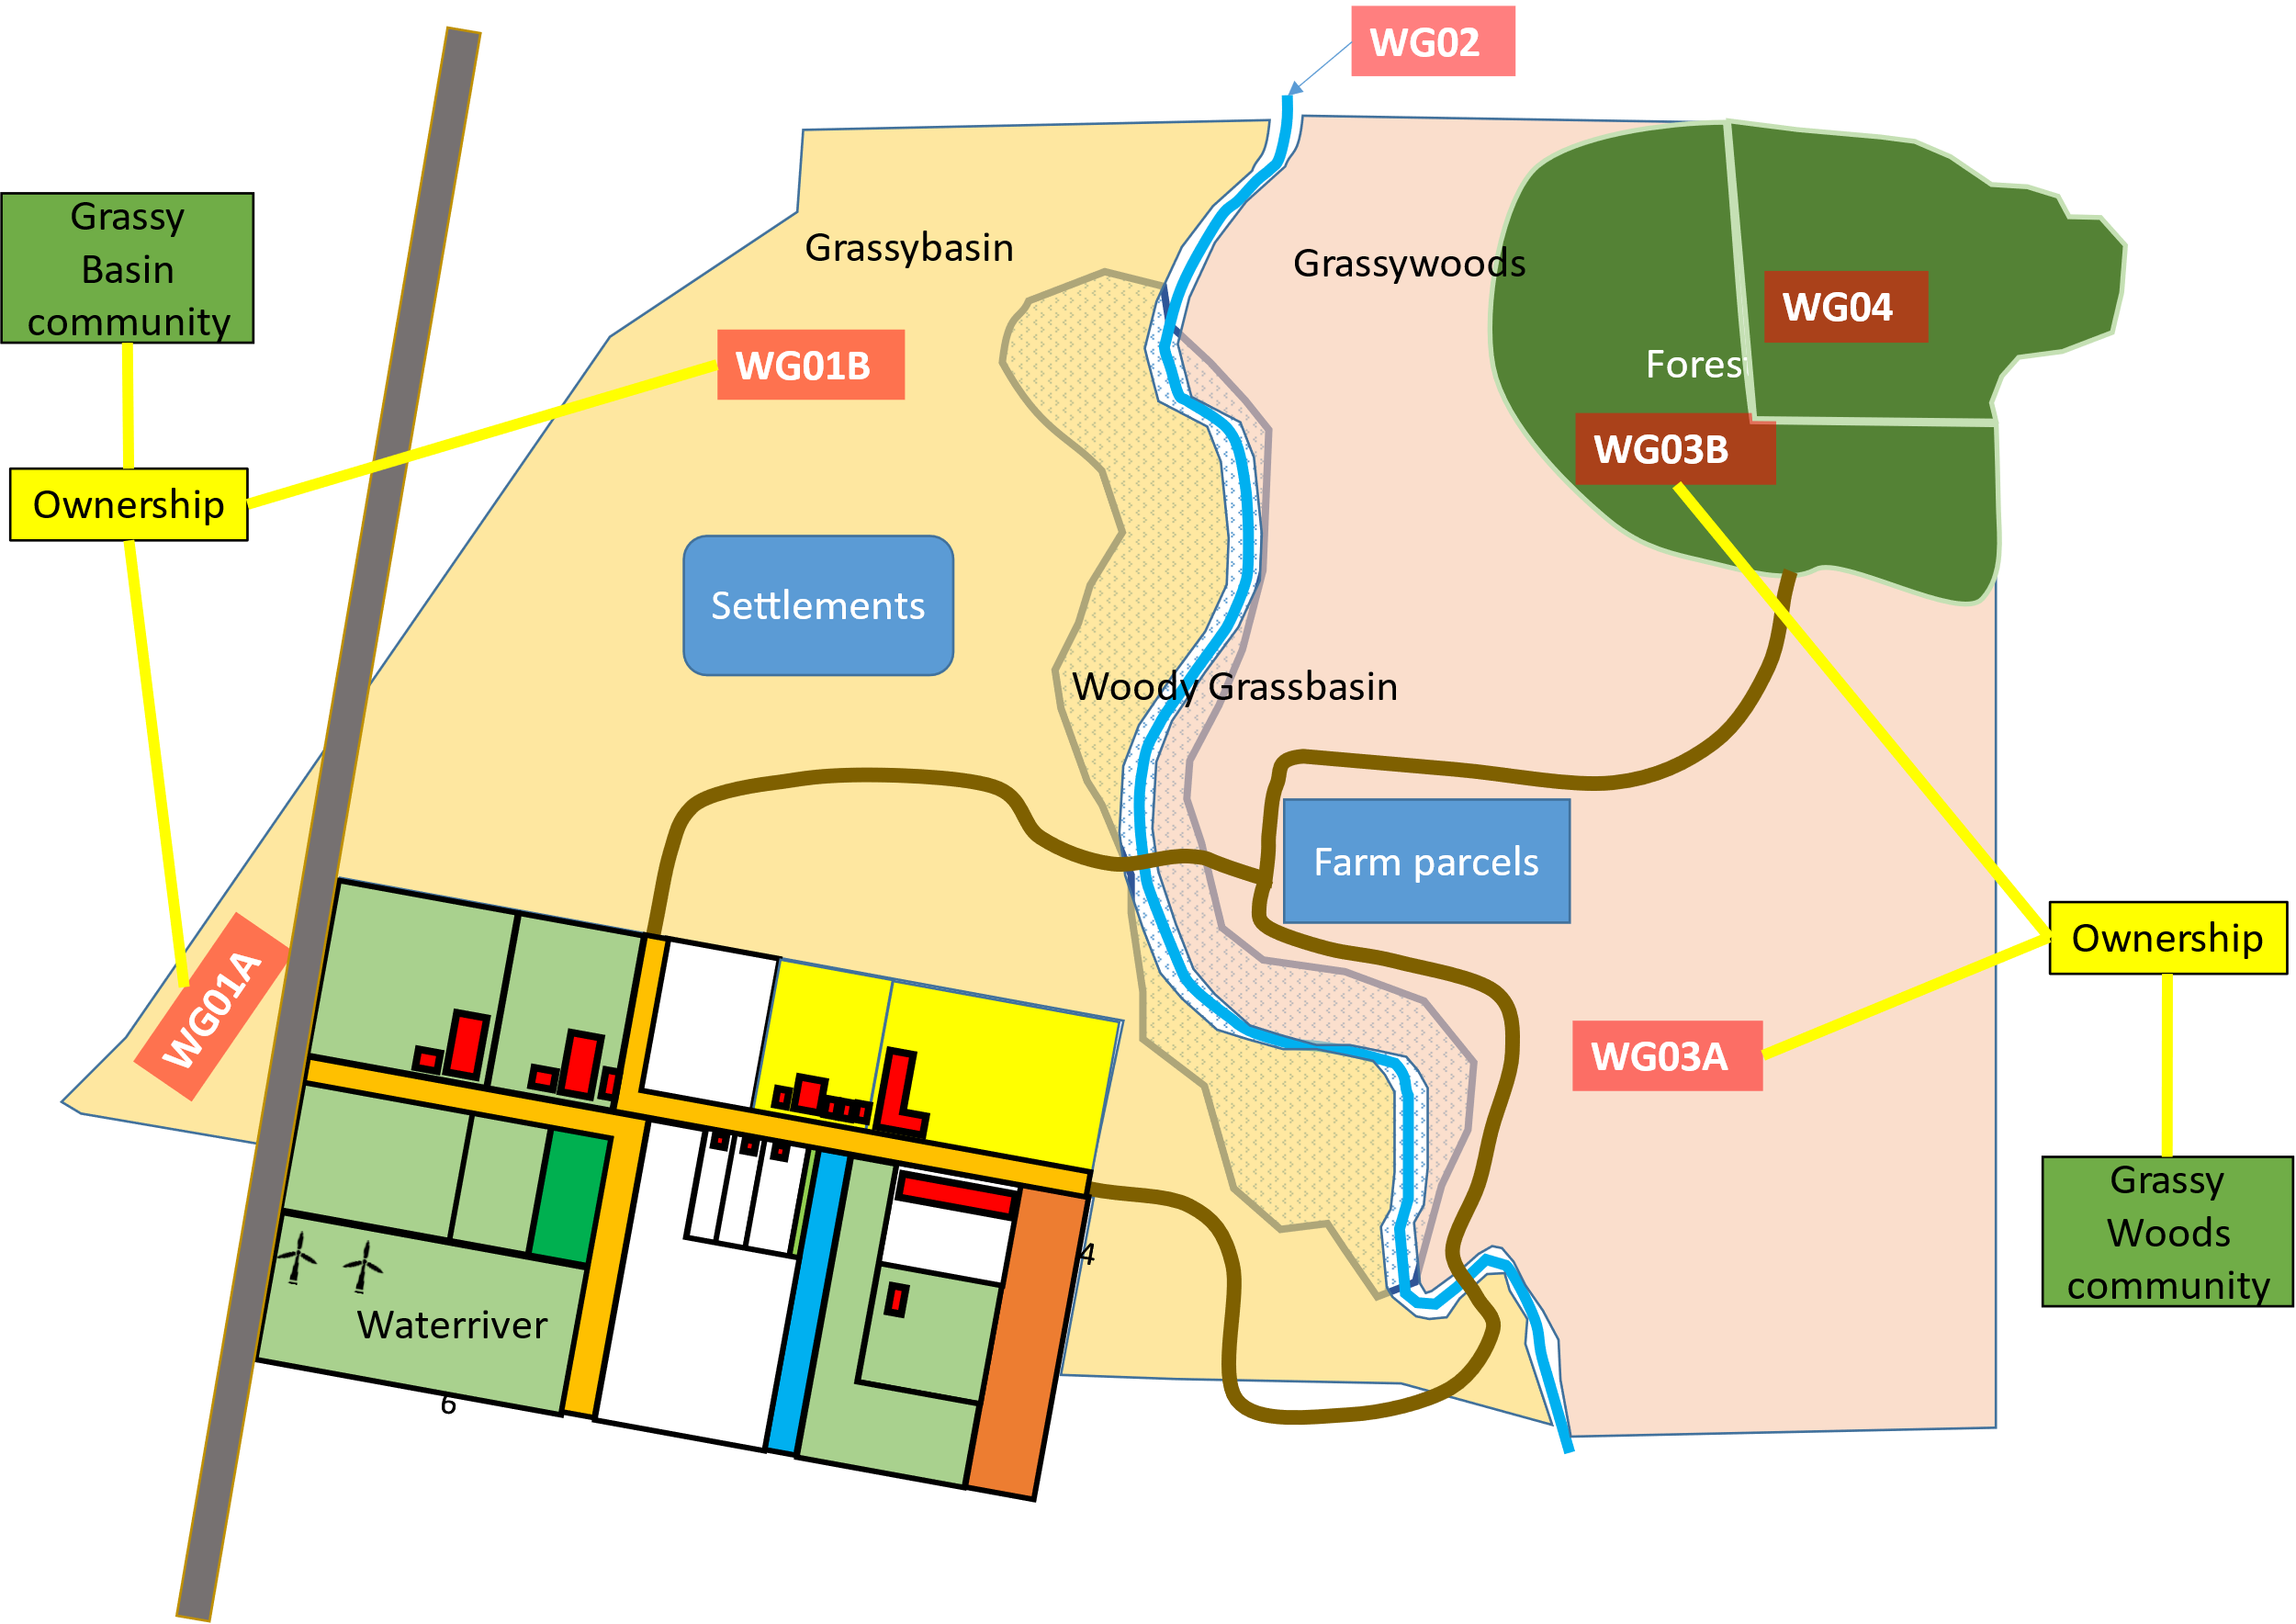 WG02
Grassy
Basin
community
Grassybasin
Grassywoods
WG04
WG01B
Fores
WG03B
Ownership
Settlements
Woody Grassbasin
Farm parcels
Ownership
WG01A
WG03A
Grassy
Woods
community
4
Waterriver
6